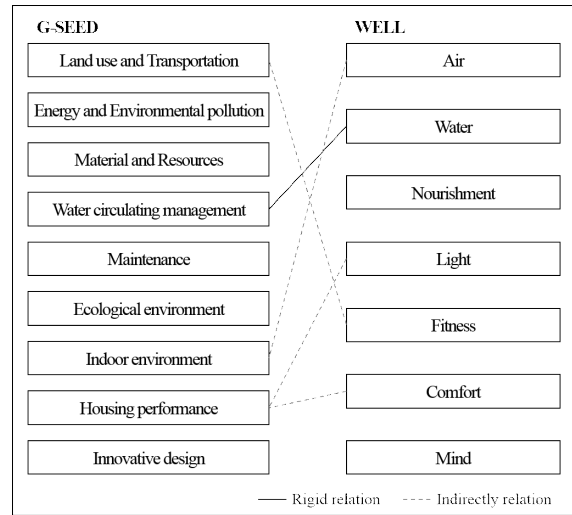 G-SEED
Land use and Transportation
Energy and Environmental pollution
Material and Resources
Water circulating management
Maintenance
Ecological environment
Indoor environment
Housing performance
Innovative design
WELL
Air
Water
Nourishment
Light
Fitness
Comfort
Mind
Rigid relation
Indirectly relation